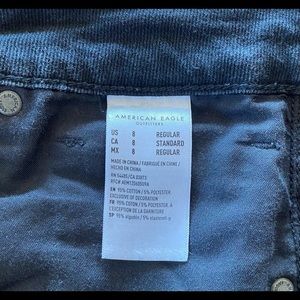 AMERICAN EAGLE
OUTFITTERS
US 8 REGULAR
CA 8 STANDARD
MX 8 REGULAR
MADE IN CHINA / FABRIQUÉ EN CHINE /
HECHO EN CHINA
EN 95% COTTON / 5% POLYESTER
EXCLUSIVE OF DECORATION
FR 95% COTON / 5% POLYESTER
À L'EXCEPTION DE LA GARNITURE
SP 95% algodón / 5%